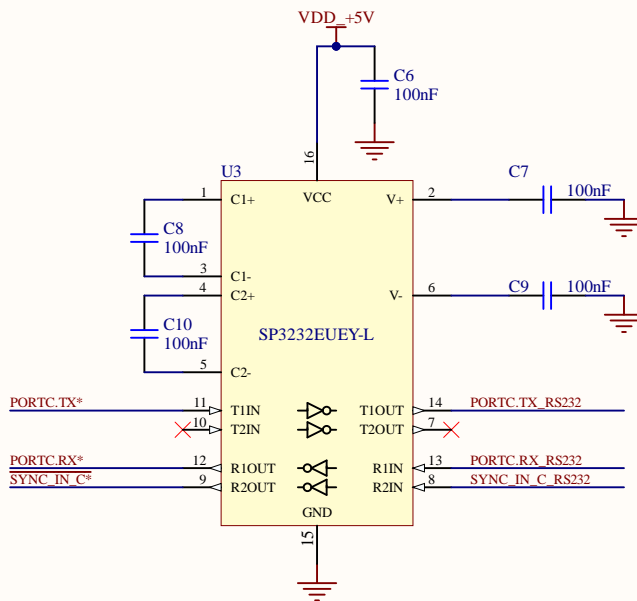 VDD_+5V
C6
100nF
16
U3
VCC
1
C1+
V+
2
C7
100nF
C8
100nF
3
C1-
4
C2+
V-
6
C9
100nF
C10
100nF
SP3232EUEY-L
5
C2-
PORTC.TX*
11
T1IN
T1OUT
14
PORTC.TX_RS232
10
T2IN
T2OUT
7
PORTC.RX*
12
R1OUT
R1IN
13
PORTC.RX_RS232
SYNC_IN_C*
9
R2OUT
R2IN
8
SYNC_IN_C_RS232
GND
15